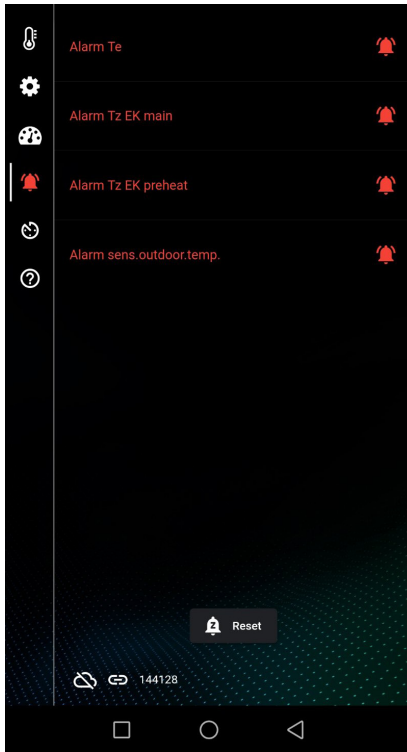 Alarm Te
Alarm Tz EK main
Alarm Tz EK preheat
Alarm sens.outdoor.temp.
Reset
144128